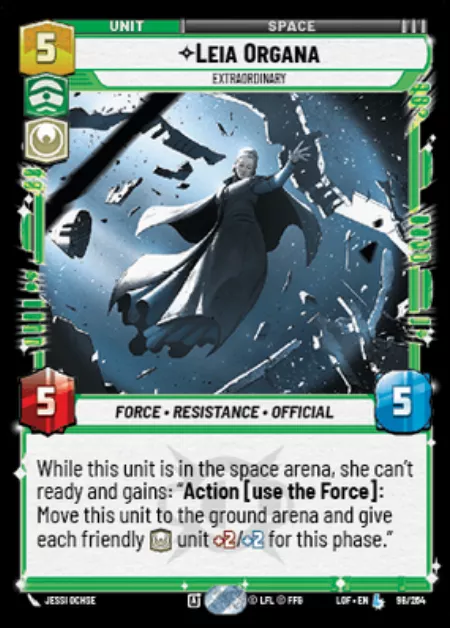 UNIT SPACE
5 Leia Organa
EXTRAORDINARY
5 FORCE • RESISTANCE • OFFICIAL 5
While this unit is in the space arena, she can't
ready and gains: "Action [use the Force]:
Move this unit to the ground arena and give
each friendly unit +2/+2 for this phase."
JESSI OCHSE A © LFL © FFG LOF • EN L 98/264